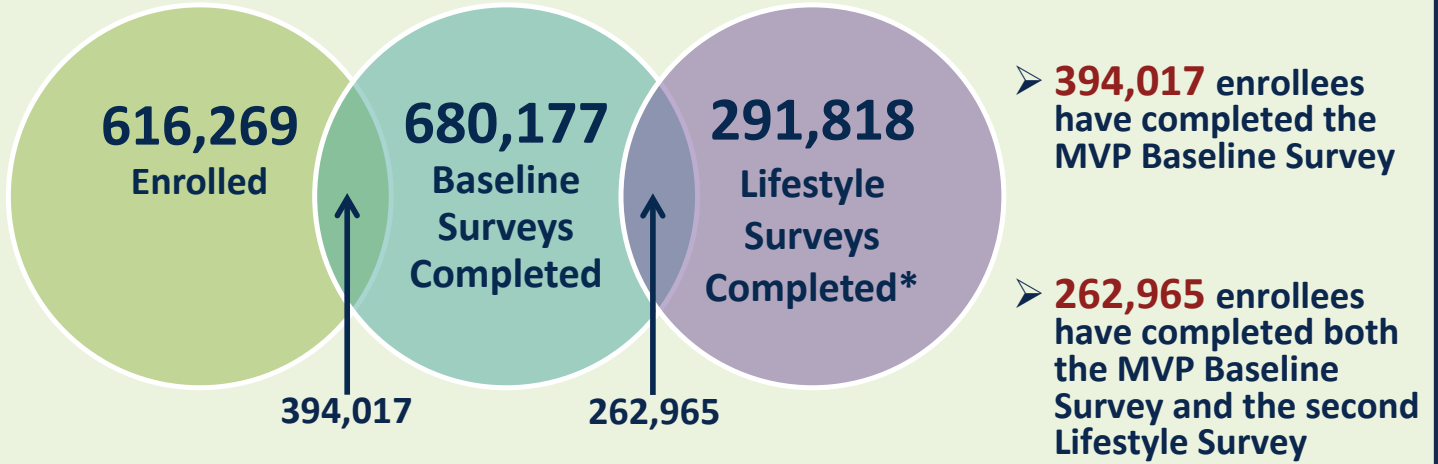 616,269
Enrolled
680,177
Baseline
Surveys
Completed
291,818
Lifestyle
Surveys
Completed*
394,017
262,965
➢ 394,017 enrollees
have completed the
MVP Baseline Survey
➢ 262,965 enrollees
have completed both
the MVP Baseline
Survey and the second
Lifestyle Survey